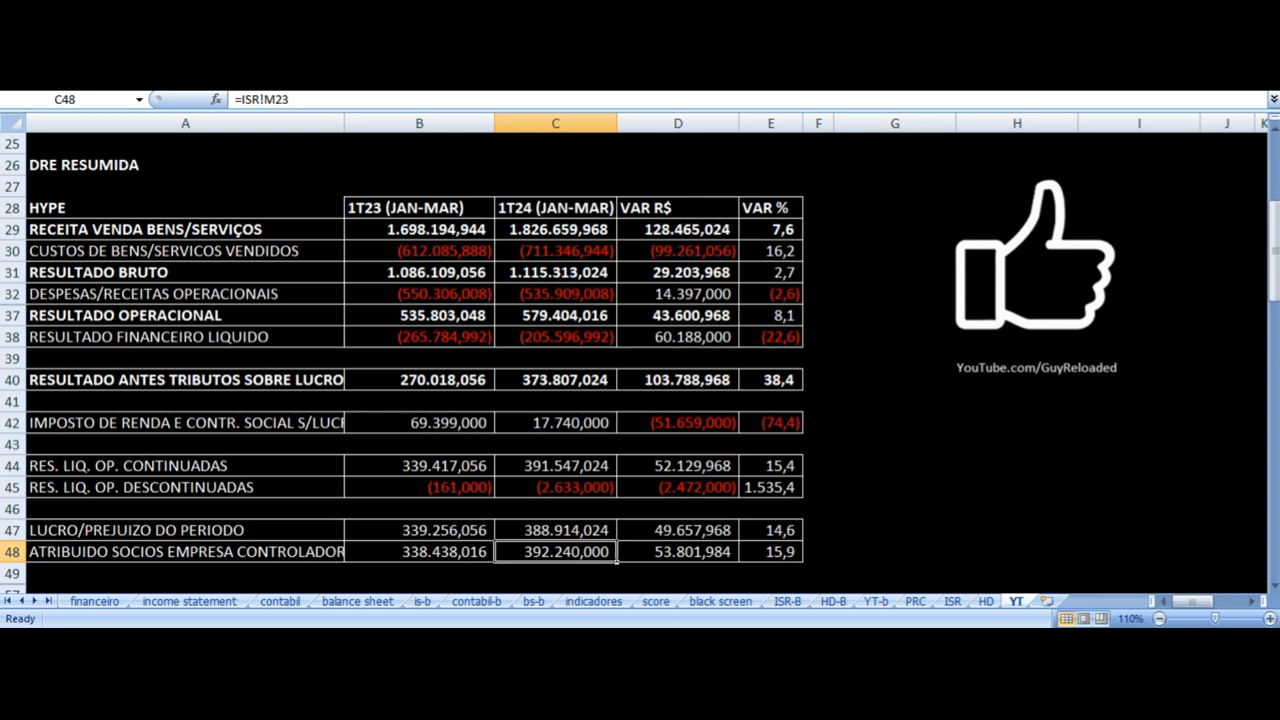 C48 fx =ISR!M23
A B C D E F G H I J K
25
26 DRE RESUMIDA
27
28 HYPE 1T23 (JAN-MAR) 1T24 (JAN-MAR) VAR R$ VAR %
29 RECEITA VENDA BENS/SERVIÇOS 1.698.194,944 1.826.659,968 128.465,024 7,6
30 CUSTOS DE BENS/SERVICOS VENDIDOS (612.085,888) (711.346,944) (99.261,056) 16,2
31 RESULTADO BRUTO 1.086.109,056 1.115.313,024 29.203,968 2,7
32 DESPESAS/RECEITAS OPERACIONAIS (550.306,008) (535.909,008) 14.397,000 (2,6)
37 RESULTADO OPERACIONAL 535.803,048 579.404,016 43.600,968 8,1
38 RESULTADO FINANCEIRO LIQUIDO (265.784,992) (205.596,992) 60.188,000 (22,6)
39
40 RESULTADO ANTES TRIBUTOS SOBRE LUCRO 270.018,056 373.807,024 103.788,968 38,4
41
42 IMPOSTO DE RENDA E CONTR. SOCIAL S/LUCR 69.399,000 17.740,000 (51.659,000) (74,4)
43
44 RES. LIQ. OP. CONTINUADAS 339.417,056 391.547,024 52.129,968 15,4
45 RES. LIQ. OP. DESCONTINUADAS (161,000) (2.633,000) (2.472,000) 1.535,4
46
47 LUCRO/PREJUIZO DO PERIODO 339.256,056 388.914,024 49.657,968 14,6
48 ATRIBUIDO SOCIOS EMPRESA CONTROLADOR 338.438,016 392.240,000 53.801,984 15,9
49
YouTube.com/GuyReloaded
financeiro income statement contabil balance sheet is-b contabil-b bs-b indicadores score black screen ISR-B HD-B YT-b PRC ISR HD YT
Ready 110%